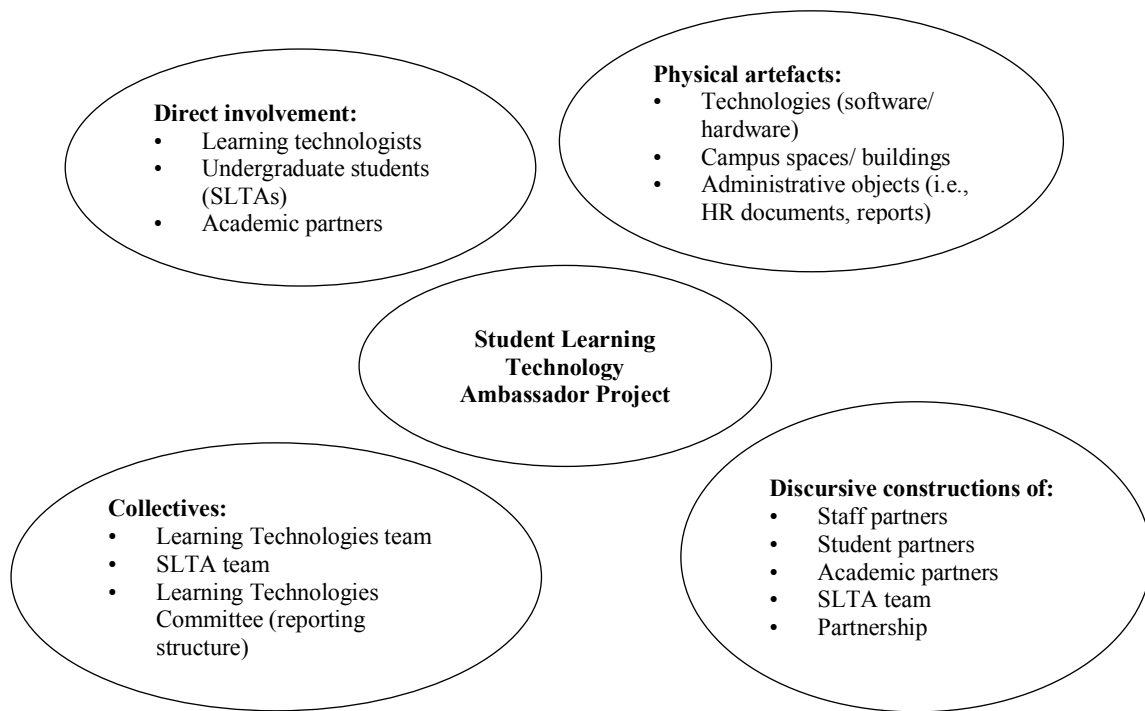 Direct involvement:
• Learning technologists
• Undergraduate students
(SLTAs)
• Academic partners
Physical artefacts:
• Technologies (software/
hardware)
• Campus spaces/ buildings
• Administrative objects (i.e.,
HR documents, reports)
Student Learning
Technology
Ambassador Project
Collectives:
• Learning Technologies team
• SLTA team
• Learning Technologies
Committee (reporting
structure)
Discursive constructions of:
• Staff partners
• Student partners
• Academic partners
• SLTA team
• Partnership